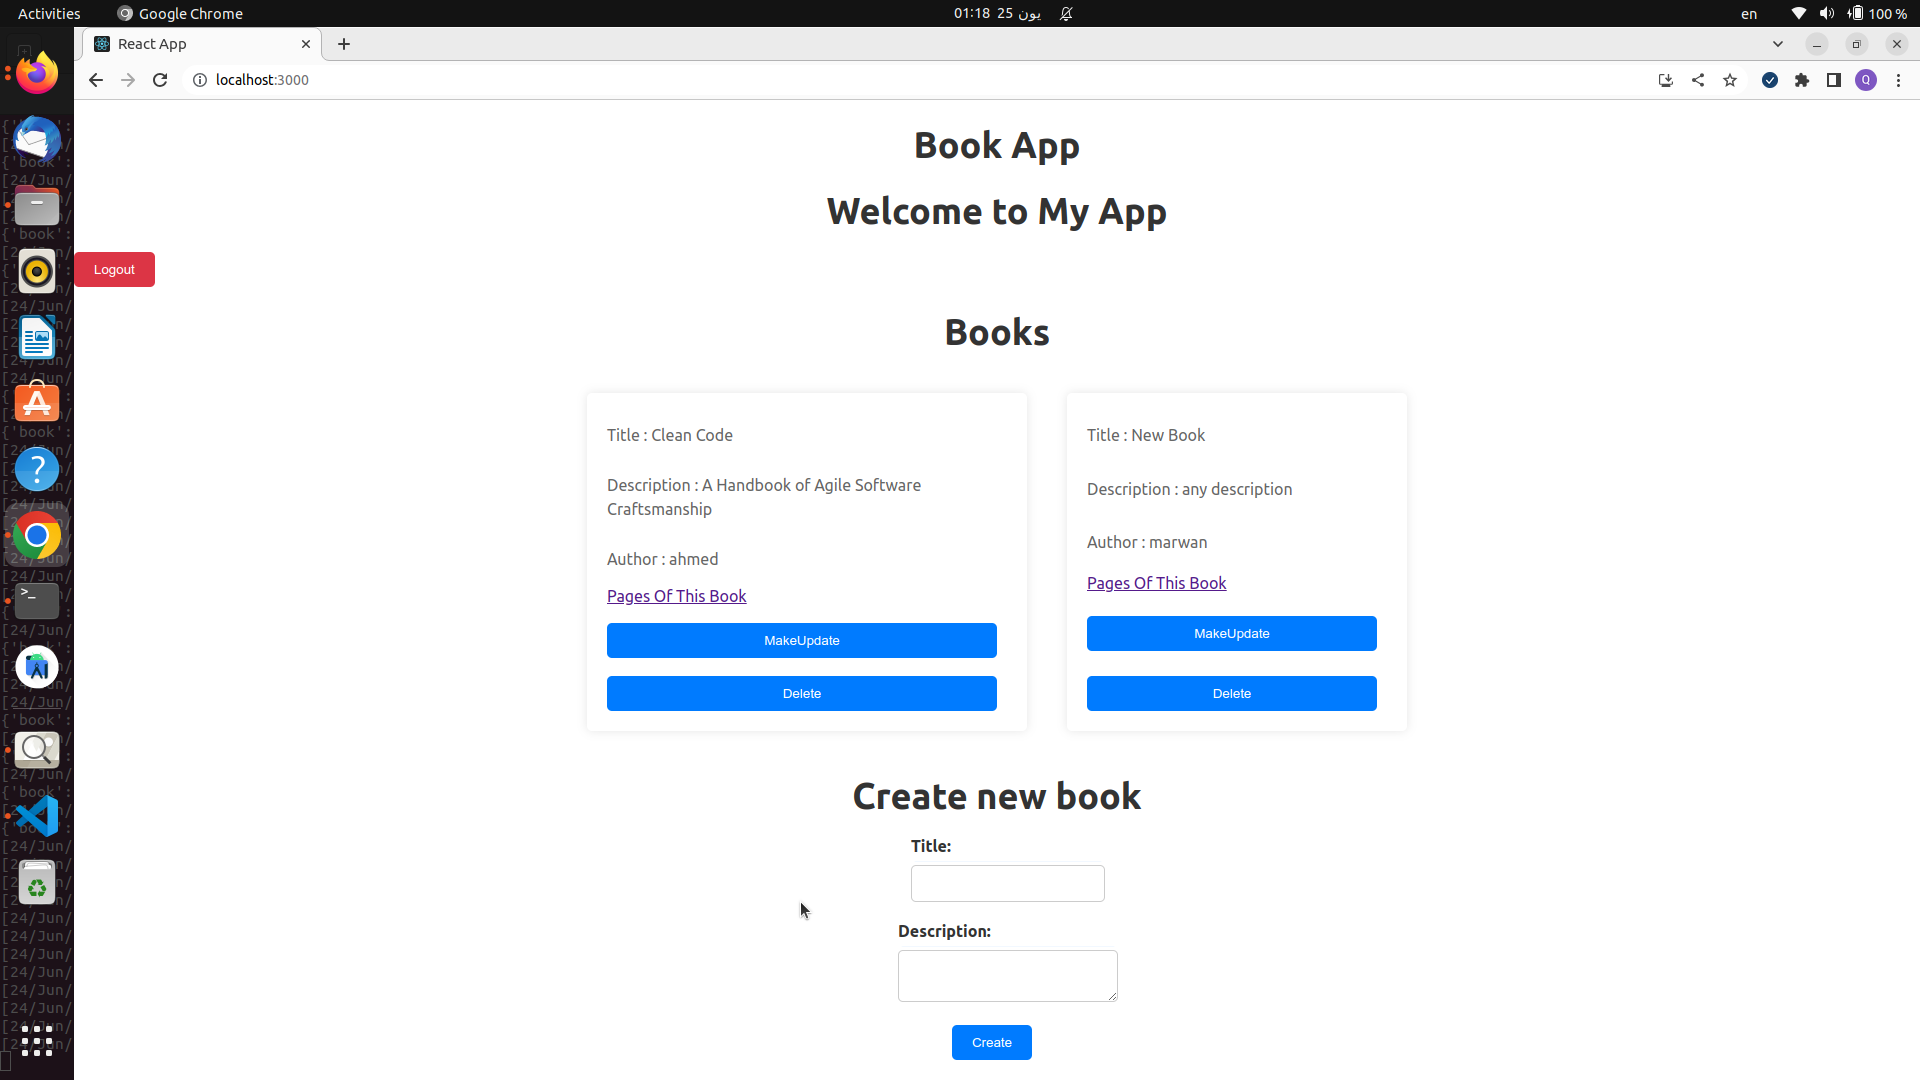 Activities
Google Chrome
01:18 25 يون
en
100 %
React App
localhost:3000
Q
Book App
Welcome to My App
Logout
Books
Title : Clean Code
Description : A Handbook of Agile Software
Craftsmanship
Author : ahmed
Pages Of This Book
MakeUpdate
Delete
Title : New Book
Description : any description
Author : marwan
Pages Of This Book
MakeUpdate
Delete
Create new book
Title:
Description:
Create